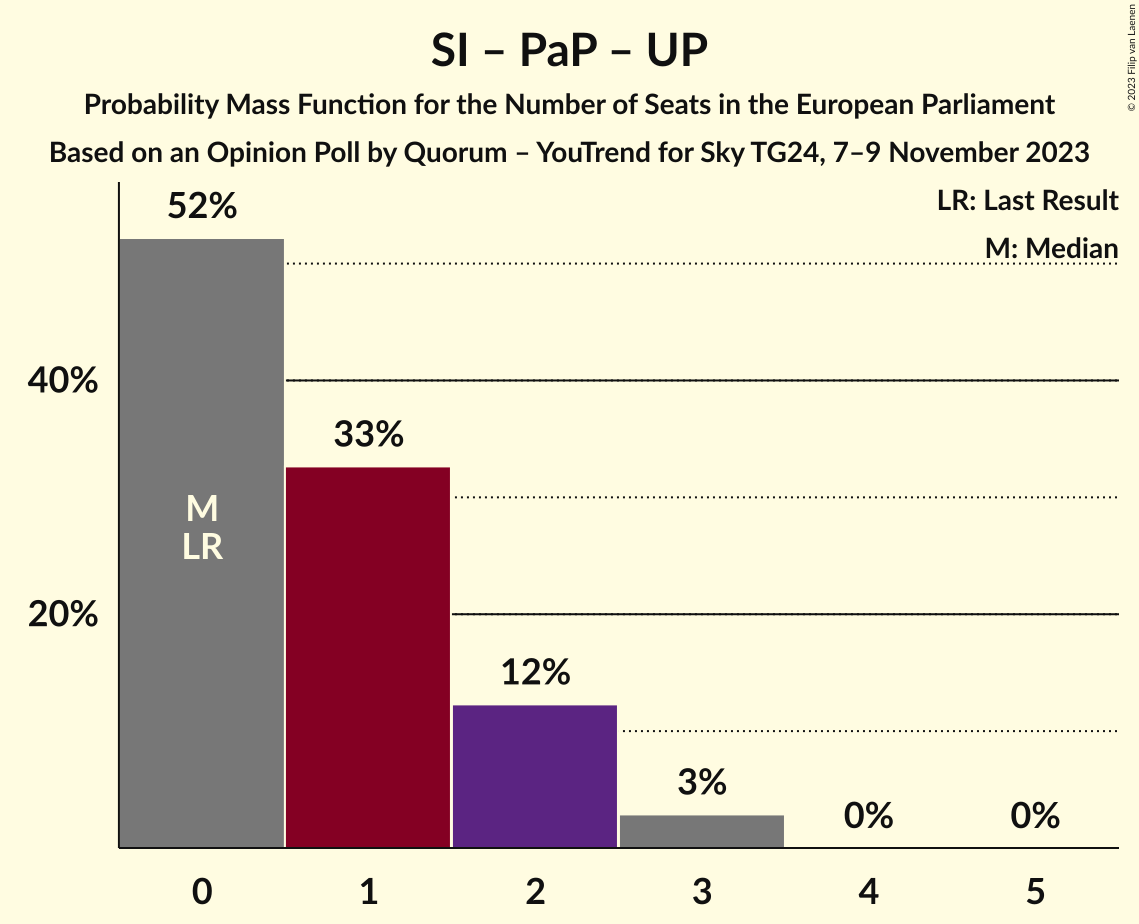 SI – PaP – UP
Probability Mass Function for the Number of Seats in the European Parliament
Based on an Opinion Poll by Quorum – YouTrend for Sky TG24, 7–9 November 2023
© 2023 Filip van Laenen
LR: Last Result
M: Median
52%
40%
33%
M
LR
20%
12%
3%
0%
0%
0
1
2
3
4
5